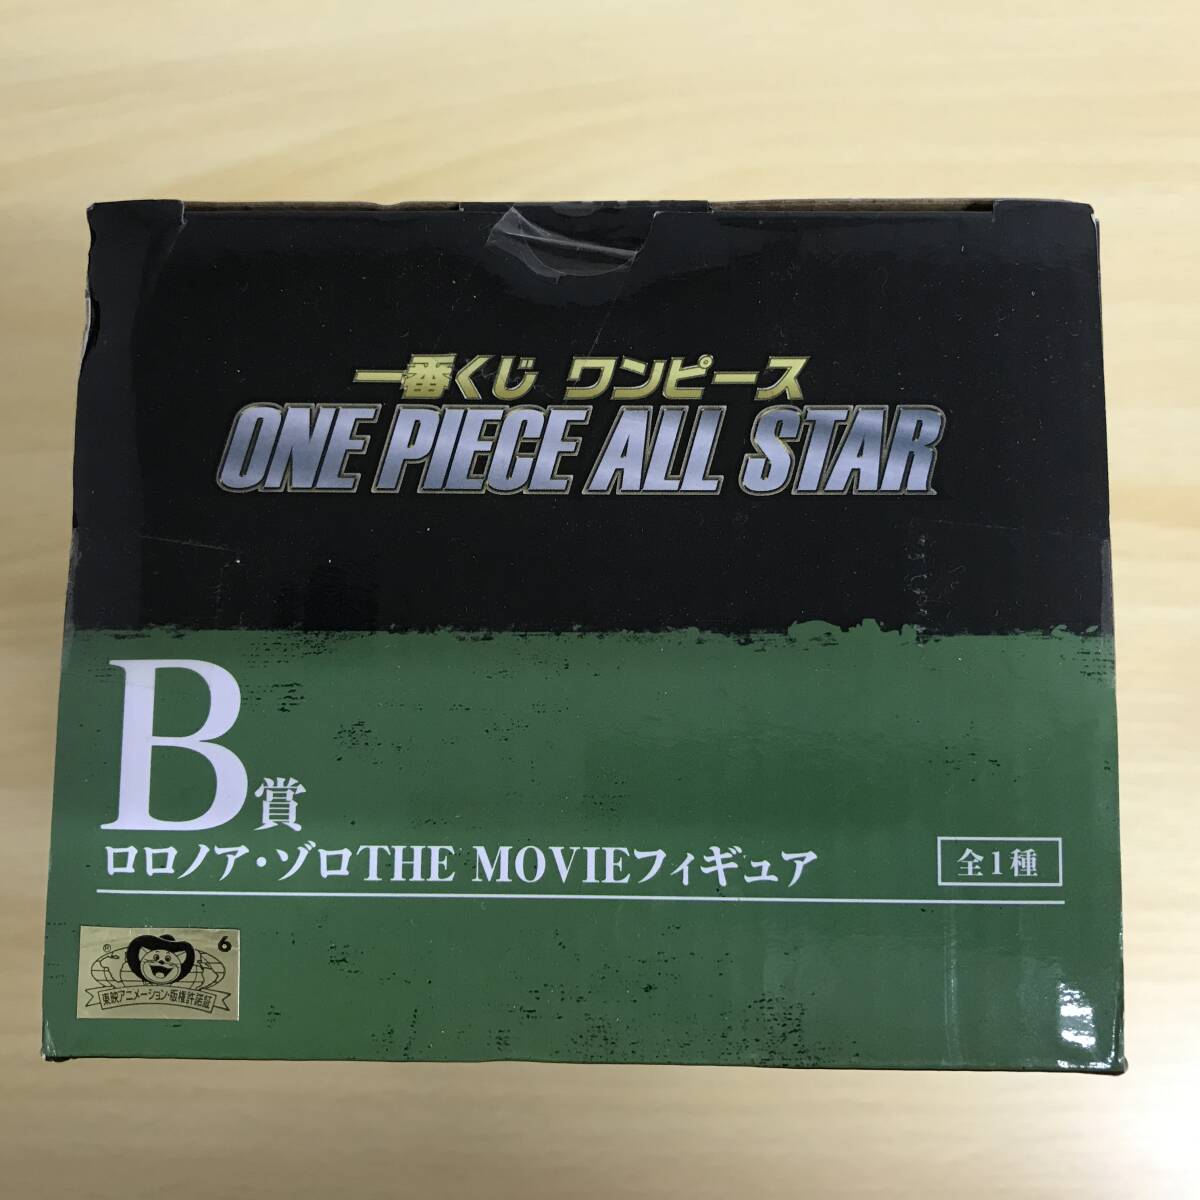 一番くじ ワンピース
ONE PIECE ALL STAR
B賞
ロロノア・ゾロTHE MOVIEフィギュア
全1種
6
®
東映アニメーション・版権許諾証